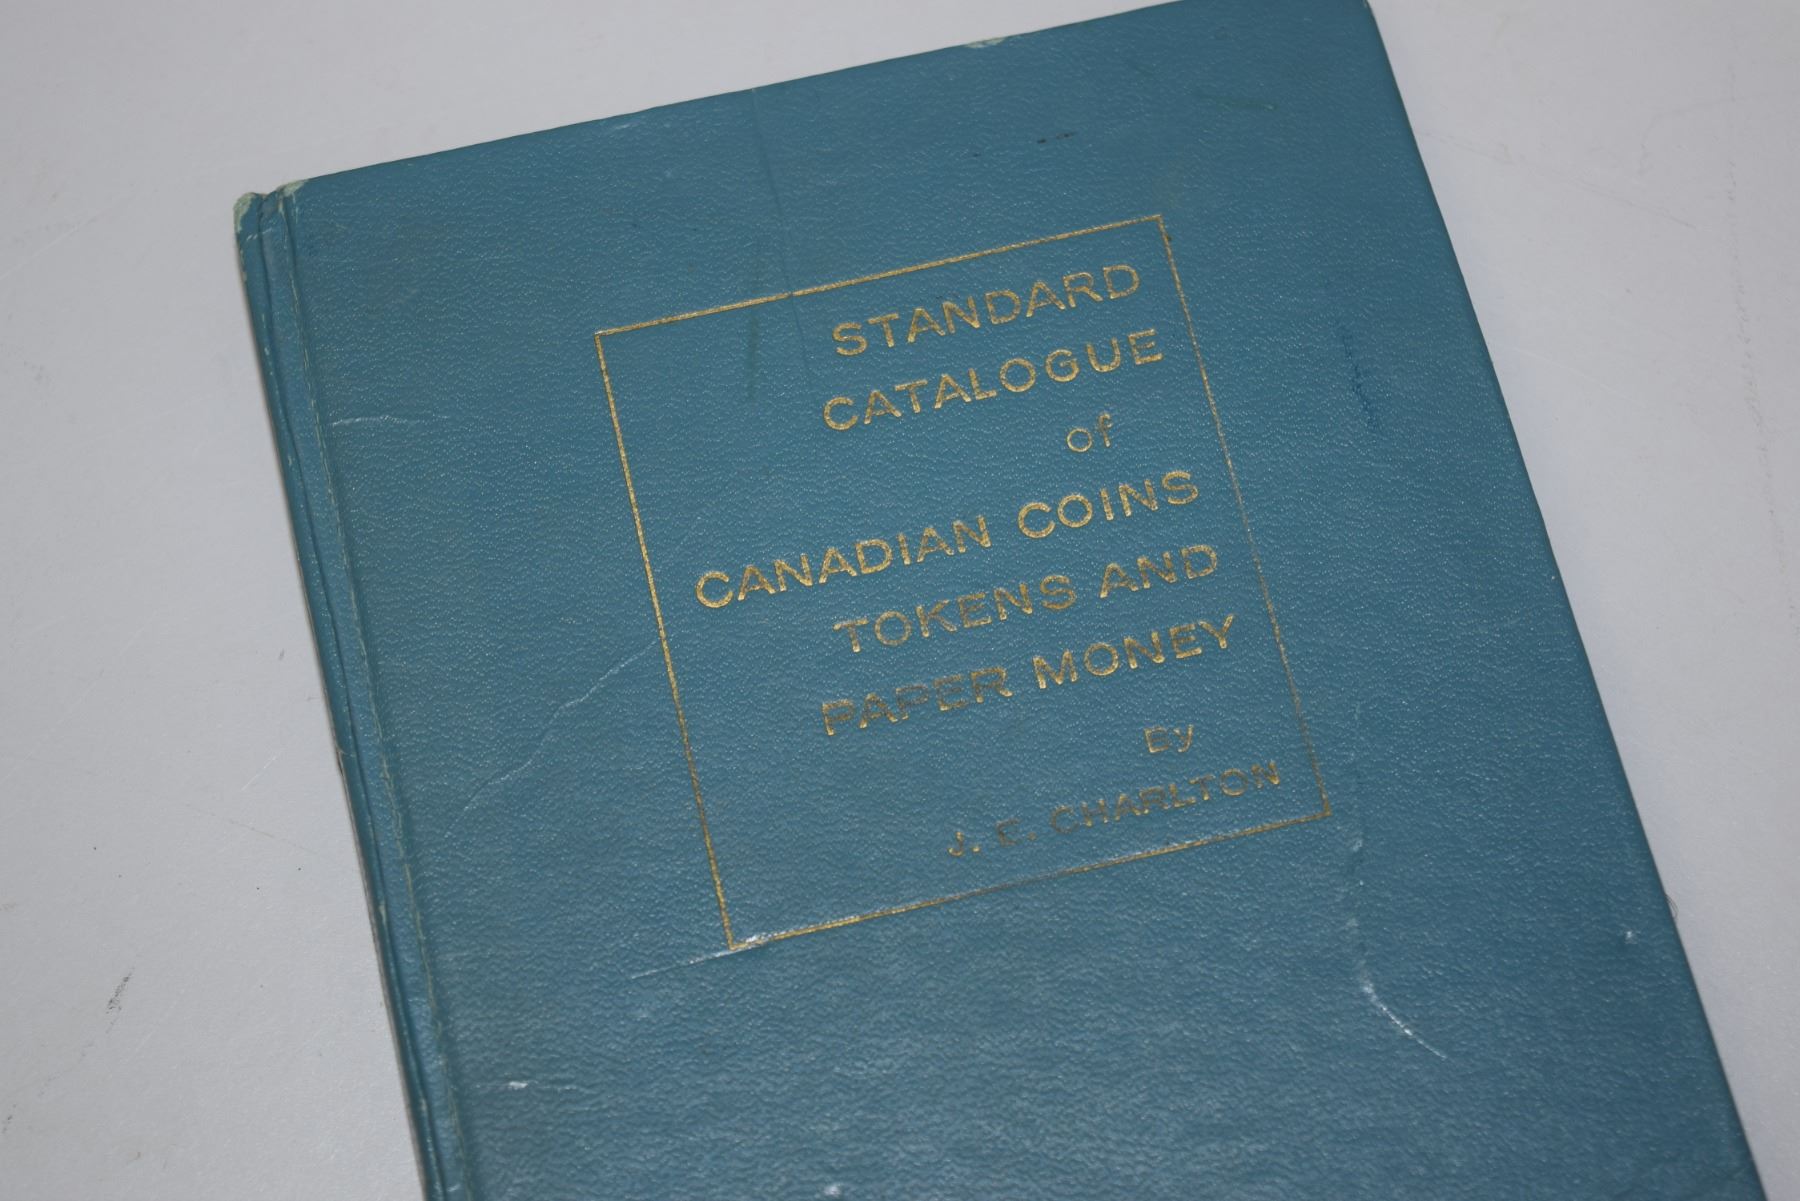 STANDARD
CATALOGUE
of
CANADIAN COINS
TOKENS AND
PAPER MONEY
By
J. E. CHARLTON